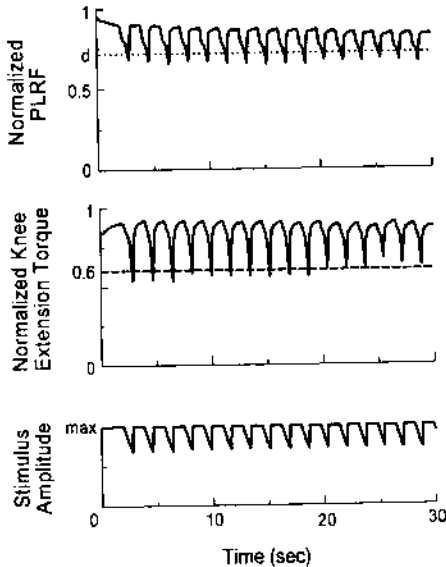 1
d
0.5
0
Normalized
PLRF
1
0.6
0
Normalized Knee
Extension Torque
max
Stimulus
Amplitude
0 10 20 30
Time (sec)